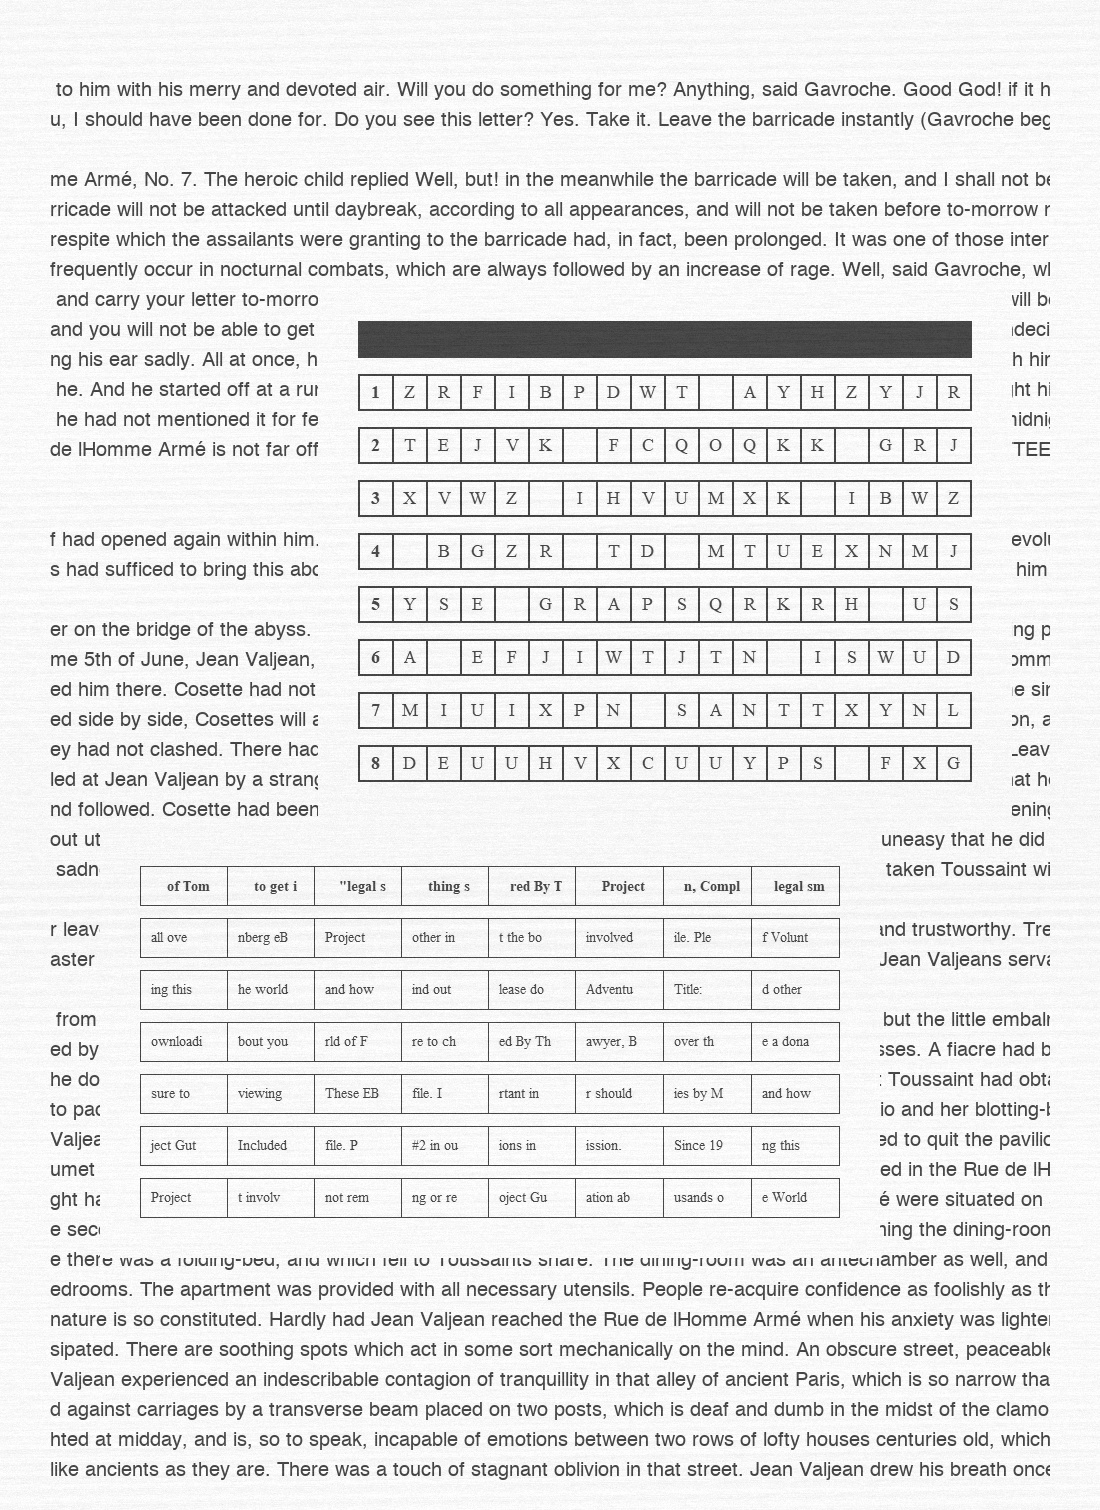 to him with his merry and devoted air. Will you do something for me? Anything, said Gavroche. Good God! if it h
u, I should have been done for. Do you see this letter? Yes. Take it. Leave the barricade instantly (Gavroche beg
me Armé, No. 7. The heroic child replied Well, but! in the meanwhile the barricade will be taken, and I shall not be
rricade will not be attacked until daybreak, according to all appearances, and will not be taken before to-morrow
respite which the assailants were granting to the barricade had, in fact, been prolonged. It was one of those inter
frequently occur in nocturnal combats, which are always followed by an increase of rage. Well, said Gavroche,
and carry your letter to-morro
and you will not be able to get
ng his ear sadly. All at once, h
he. And he started off at a run
he had not mentioned it for fe
de lHomme Armé is not far off
f had opened again within him.
s had sufficed to bring this abo
er on the bridge of the abyss.
me 5th of June, Jean Valjean,
ed him there. Cosette had not
ed side by side, Cosettes will a
ey had not clashed. There had
led at Jean Valjean by a strang
nd followed. Cosette had been
1 Z R F I B P D W T A Y H Z Y J R
2 T E J V K F C Q O Q K K G R J
3 X V W Z I H V U M X K I B W Z
4 B G Z R T D M T U E X N M J
5 Y S E G R A P S Q R K R H U S
6 A E F J I W T J T N I S W U D
7 M I U I X P N S A N T T X Y N L
8 D E U U H V X C U U Y P S F X G
will be
deci
h him
ght hi
nidnig
TEE
evolu
him
ng p
omm
e sin
on, a
Leav
at he
ening
out ut
sadn
r leav
aster
from
ed by
he do
to pac
Valjea
umet
ght ha
e seco
of Tom to get i "legal s thing s red By T Project n, Compl legal sm
all ove nberg eB Project other in t the bo involved ile. Ple f Volunt
ing this he world and how ind out lease do Adventu Title: d other
ownloadi bout you rld of F re to ch ed By Th awyer, B over th e a dona
sure to viewing These EB file. I rtant in r should ies by M and how
ject Gut Included file. P #2 in ou ions in ission. Since 19 ng this
Project t involv not rem ng or re oject Gu ation ab usands o e World
uneasy that he did
taken Toussaint wi
and trustworthy. Tre
Jean Valjeans serva
but the little embalm
sses. A fiacre had b
Toussaint had obta
io and her blotting-b
ed to quit the pavilio
ed in the Rue de lH
é were situated on
ning the dining-room
e there was a folding-bed, and which fell to Toussaints share. The dining-room was an antechamber as well, and
edrooms. The apartment was provided with all necessary utensils. People re-acquire confidence as foolishly as th
nature is so constituted. Hardly had Jean Valjean reached the Rue de lHomme Armé when his anxiety was lighten
sipated. There are soothing spots which act in some sort mechanically on the mind. An obscure street, peaceable
Valjean experienced an indescribable contagion of tranquillity in that alley of ancient Paris, which is so narrow tha
d against carriages by a transverse beam placed on two posts, which is deaf and dumb in the midst of the clamo
hted at midday, and is, so to speak, incapable of emotions between two rows of lofty houses centuries old, which
like ancients as they are. There was a touch of stagnant oblivion in that street. Jean Valjean drew his breath once